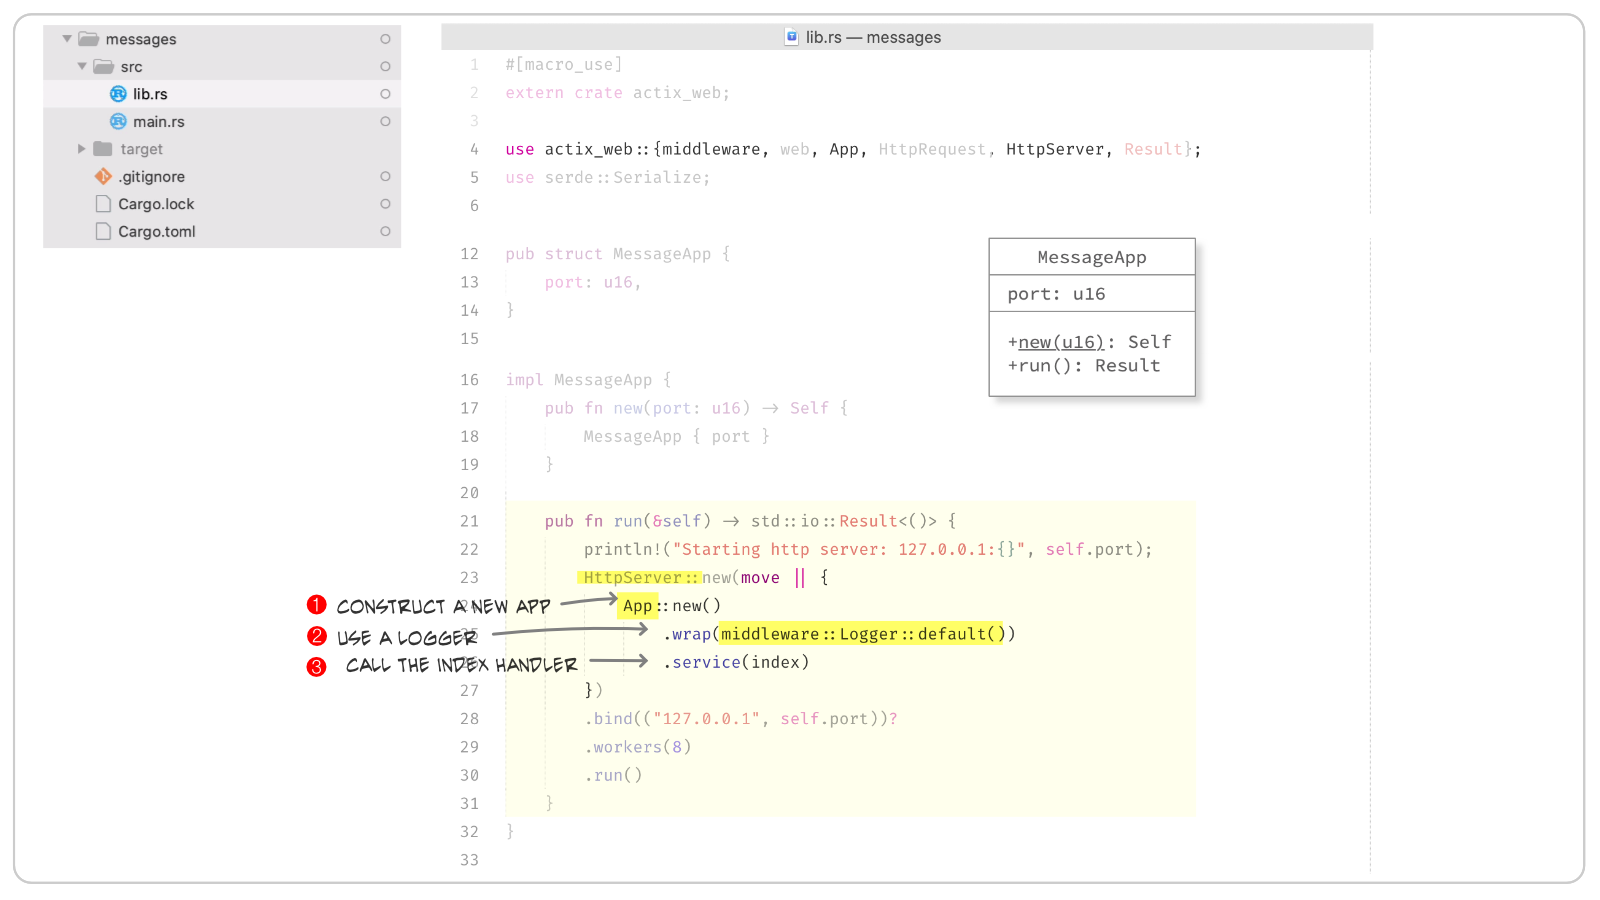 messages
src
lib.rs
main.rs
target
.gitignore
Cargo.lock
Cargo.toml
lib.rs — messages
1 #[macro_use]
2 extern crate actix_web;
3
4 use actix_web::{middleware, web, App, HttpRequest, HttpServer, Result};
5 use serde::Serialize;
6
12 pub struct MessageApp {
13 port: u16,
14 }
15
MessageApp
port: u16
+new(u16): Self
+run(): Result
16 impl MessageApp {
17 pub fn new(port: u16) -> Self {
18 MessageApp { port }
19 }
20
21 pub fn run(&self) -> std::io::Result<()> {
22 println!("Starting http server: 127.0.0.1:{}", self.port);
23 HttpServer::new(move || {
1 CONSTRUCT A NEW APP
24 App::new()
2 USE A LOGGER
25 .wrap(middleware::Logger::default())
3 CALL THE INDEX HANDLER
26 .service(index)
27 })
28 .bind(("127.0.0.1", self.port))?
29 .workers(8)
30 .run()
31 }
32 }
33